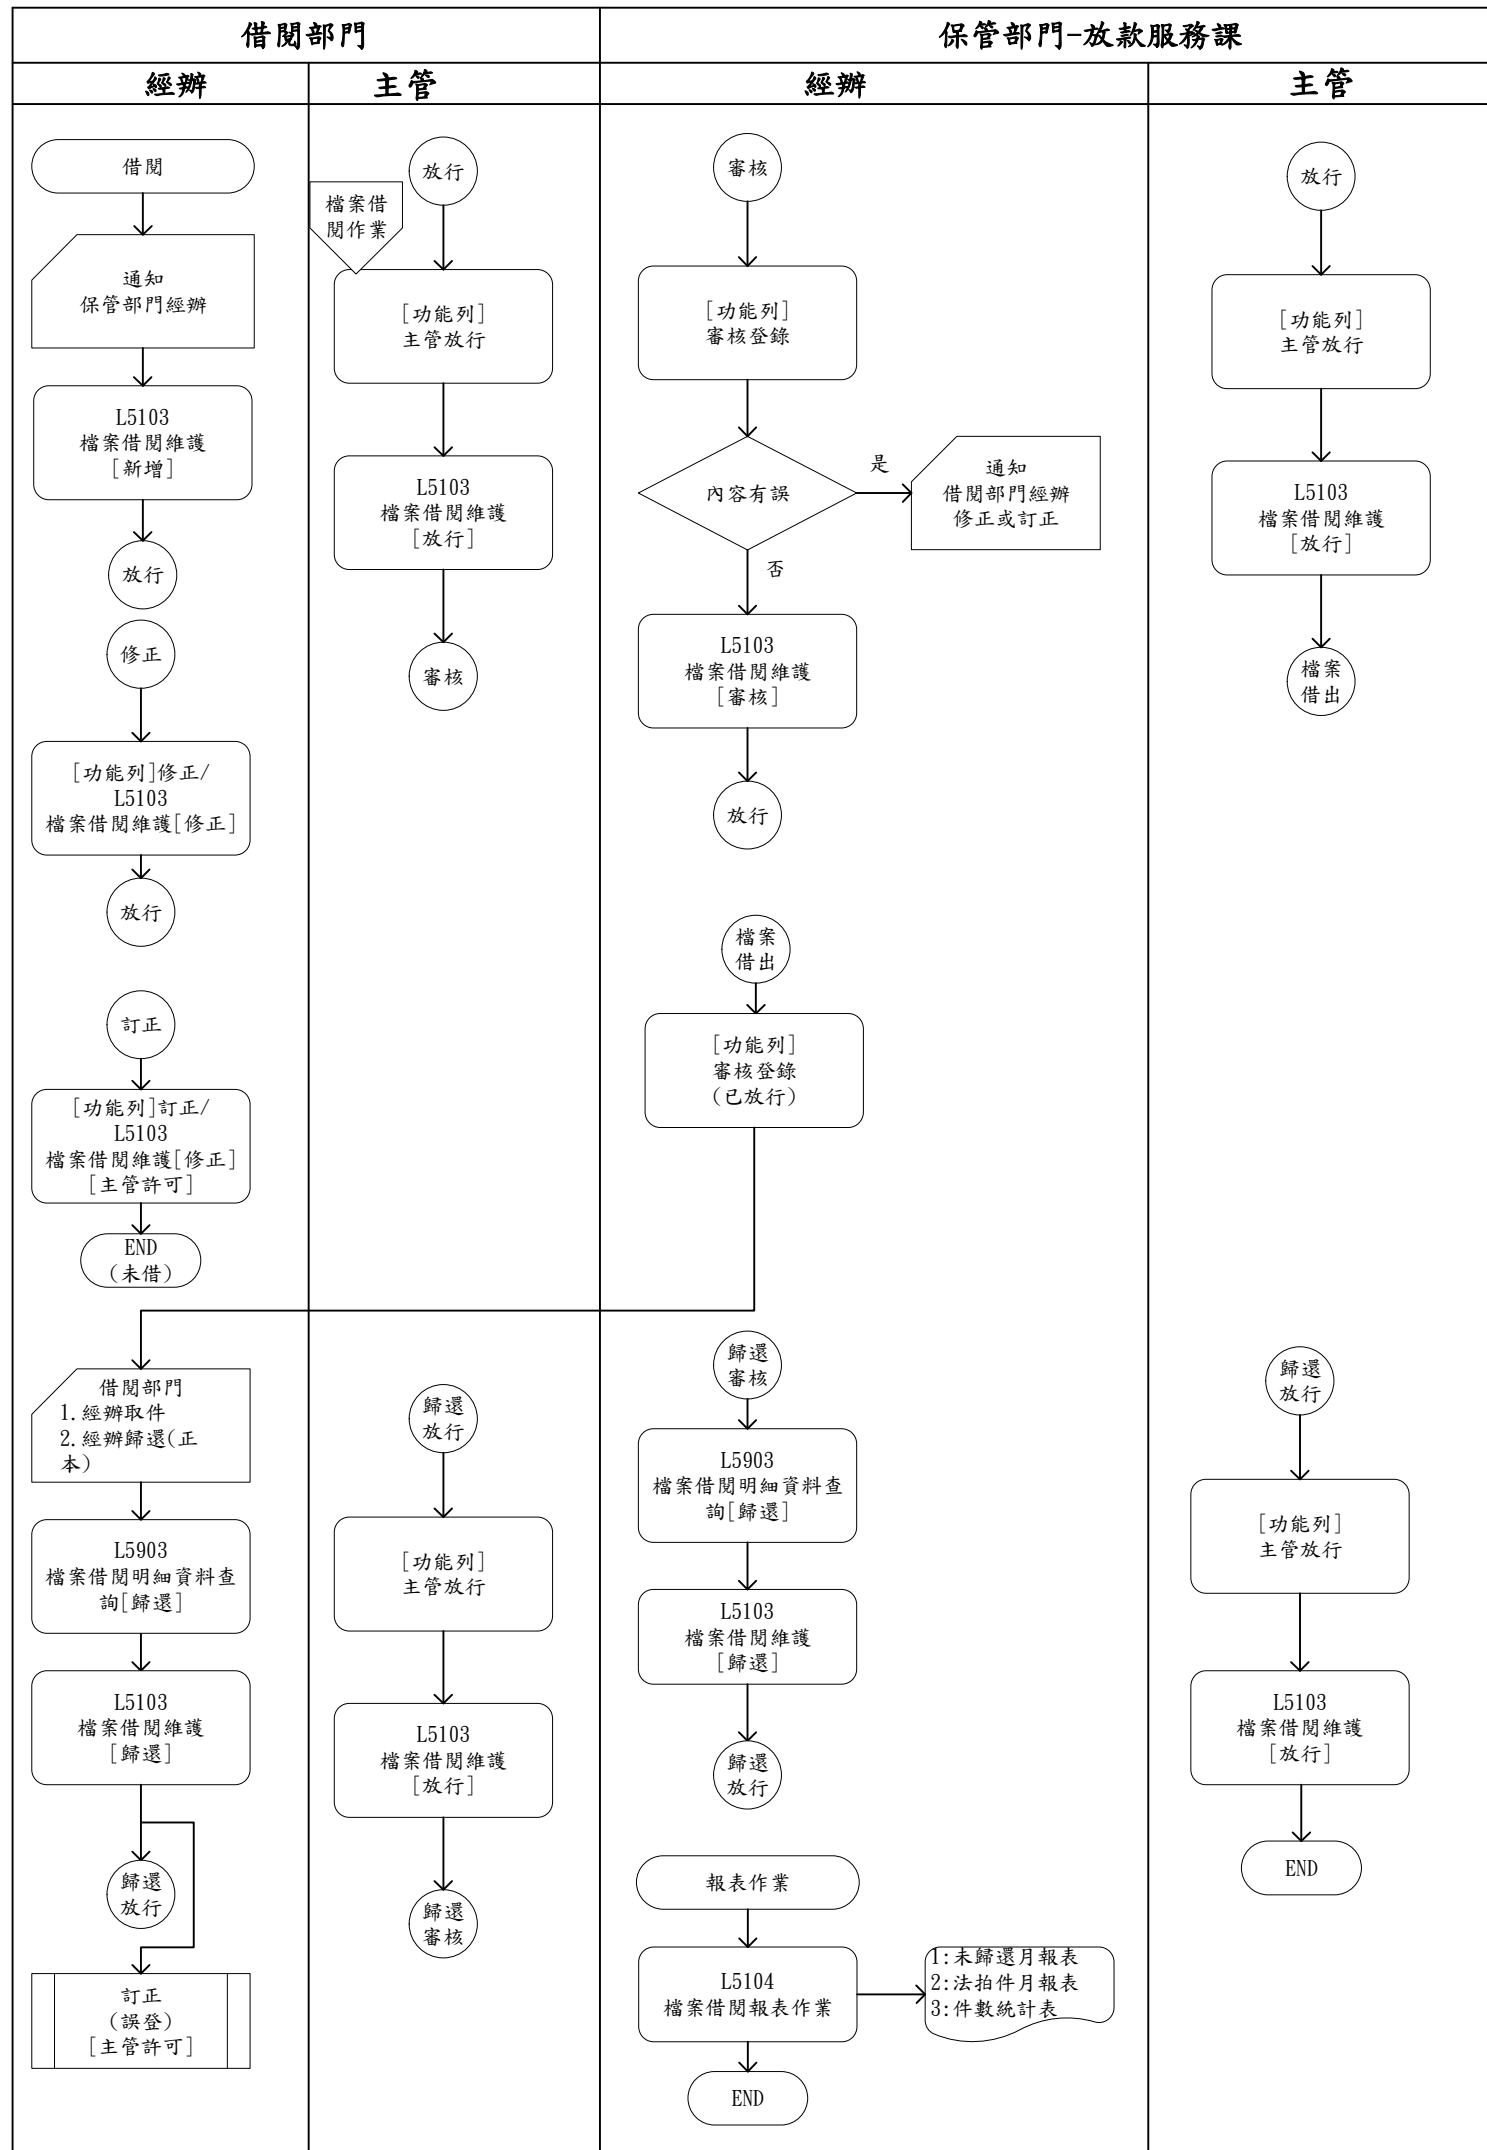 借閱部門
保管部門-放款服務課
經辦
主管
經辦
主管
借閱
通知
保管部門經辦
L5103
檔案借閱維護
[新增]
放行
修正
[功能列]修正/
L5103
檔案借閱維護[修正]
放行
訂正
[功能列]訂正/
L5103
檔案借閱維護[修正]
[主管許可]
END
(未借)
借閱部門
1.經辦取件
2.經辦歸還(正
本)
L5903
檔案借閱明細資料查
詢[歸還]
L5103
檔案借閱維護
[歸還]
歸還
放行
訂正
(誤登)
[主管許可]
檔案借
閱作業
放行
[功能列]
主管放行
L5103
檔案借閱維護
[放行]
審核
歸還
放行
[功能列]
主管放行
L5103
檔案借閱維護
[放行]
歸還
審核
審核
[功能列]
審核登錄
內容有誤
是
通知
借閱部門經辦
修正或訂正
否
L5103
檔案借閱維護
[審核]
放行
檔案
借出
[功能列]
審核登錄
(已放行)
歸還
審核
L5903
檔案借閱明細資料查
詢[歸還]
L5103
檔案借閱維護
[歸還]
歸還
放行
報表作業
L5104
檔案借閱報表作業
1:未歸還月報表
2:法拍件月報表
3:件數統計表
END
放行
[功能列]
主管放行
L5103
檔案借閱維護
[放行]
檔案
借出
歸還
放行
[功能列]
主管放行
L5103
檔案借閱維護
[放行]
END